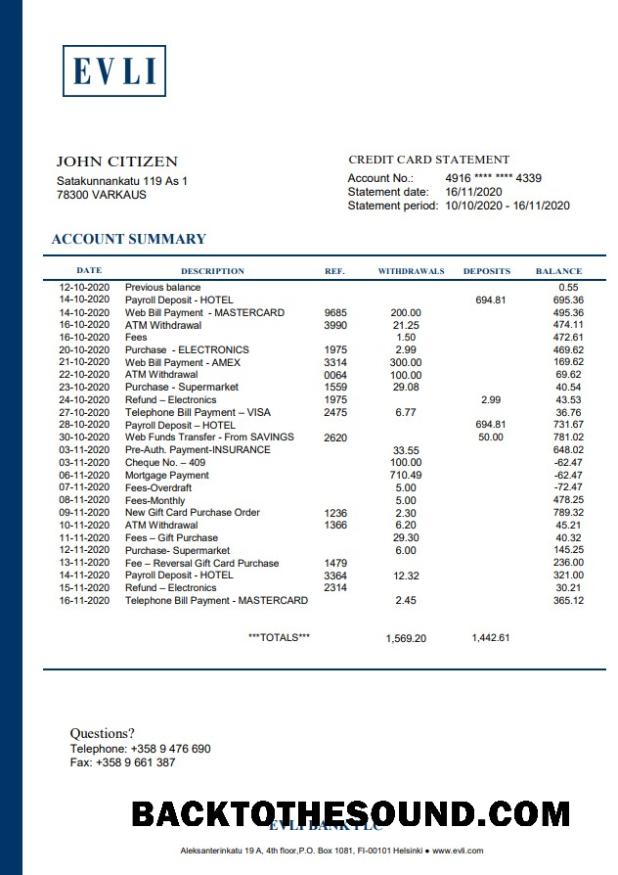 EVLI
JOHN CITIZEN
Satakunnankatu 119 As 1
78300 VARKAUS
CREDIT CARD STATEMENT
Account No.: 4916 **** **** 4339
Statement date: 16/11/2020
Statement period: 10/10/2020 - 16/11/2020
ACCOUNT SUMMARY
DATE DESCRIPTION REF. WITHDRAWALS DEPOSITS BALANCE
12-10-2020 Previous balance 0.55
14-10-2020 Payroll Deposit - HOTEL 694.81 695.36
14-10-2020 Web Bill Payment - MASTERCARD 9685 200.00 495.36
16-10-2020 ATM Withdrawal 3990 21.25 474.11
16-10-2020 Fees 1.50 472.61
20-10-2020 Purchase - ELECTRONICS 1975 2.99 469.62
21-10-2020 Web Bill Payment - AMEX 3314 300.00 169.62
22-10-2020 ATM Withdrawal 0064 100.00 69.62
23-10-2020 Purchase - Supermarket 1559 29.08 40.54
24-10-2020 Refund – Electronics 1975 2.99 43.53
27-10-2020 Telephone Bill Payment – VISA 2475 6.77 36.76
28-10-2020 Payroll Deposit – HOTEL 694.81 731.67
30-10-2020 Web Funds Transfer - From SAVINGS 2620 50.00 781.02
03-11-2020 Pre-Auth. Payment-INSURANCE 33.55 648.02
03-11-2020 Cheque No. – 409 100.00 -62.47
06-11-2020 Mortgage Payment 710.49 -62.47
07-11-2020 Fees-Overdraft 5.00 -72.47
08-11-2020 Fees-Monthly 5.00 478.25
09-11-2020 New Gift Card Purchase Order 1236 2.30 789.32
10-11-2020 ATM Withdrawal 1366 6.20 45.21
11-11-2020 Fees – Gift Purchase 29.30 40.32
12-11-2020 Purchase- Supermarket 6.00 145.25
13-11-2020 Fee – Reversal Gift Card Purchase 1479 236.00
14-11-2020 Payroll Deposit - HOTEL 3364 12.32 321.00
15-11-2020 Refund – Electronics 2314 30.21
16-11-2020 Telephone Bill Payment - MASTERCARD 2.45 365.12
***TOTALS*** 1,569.20 1,442.61
Questions?
Telephone: +358 9 476 690
Fax: +358 9 661 387
BACKTOTHESOUND.COM
EVLI BANK PLC
Aleksanterinkatu 19 A, 4th floor,P.O. Box 1081, FI-00101 Helsinki ● www.evli.com